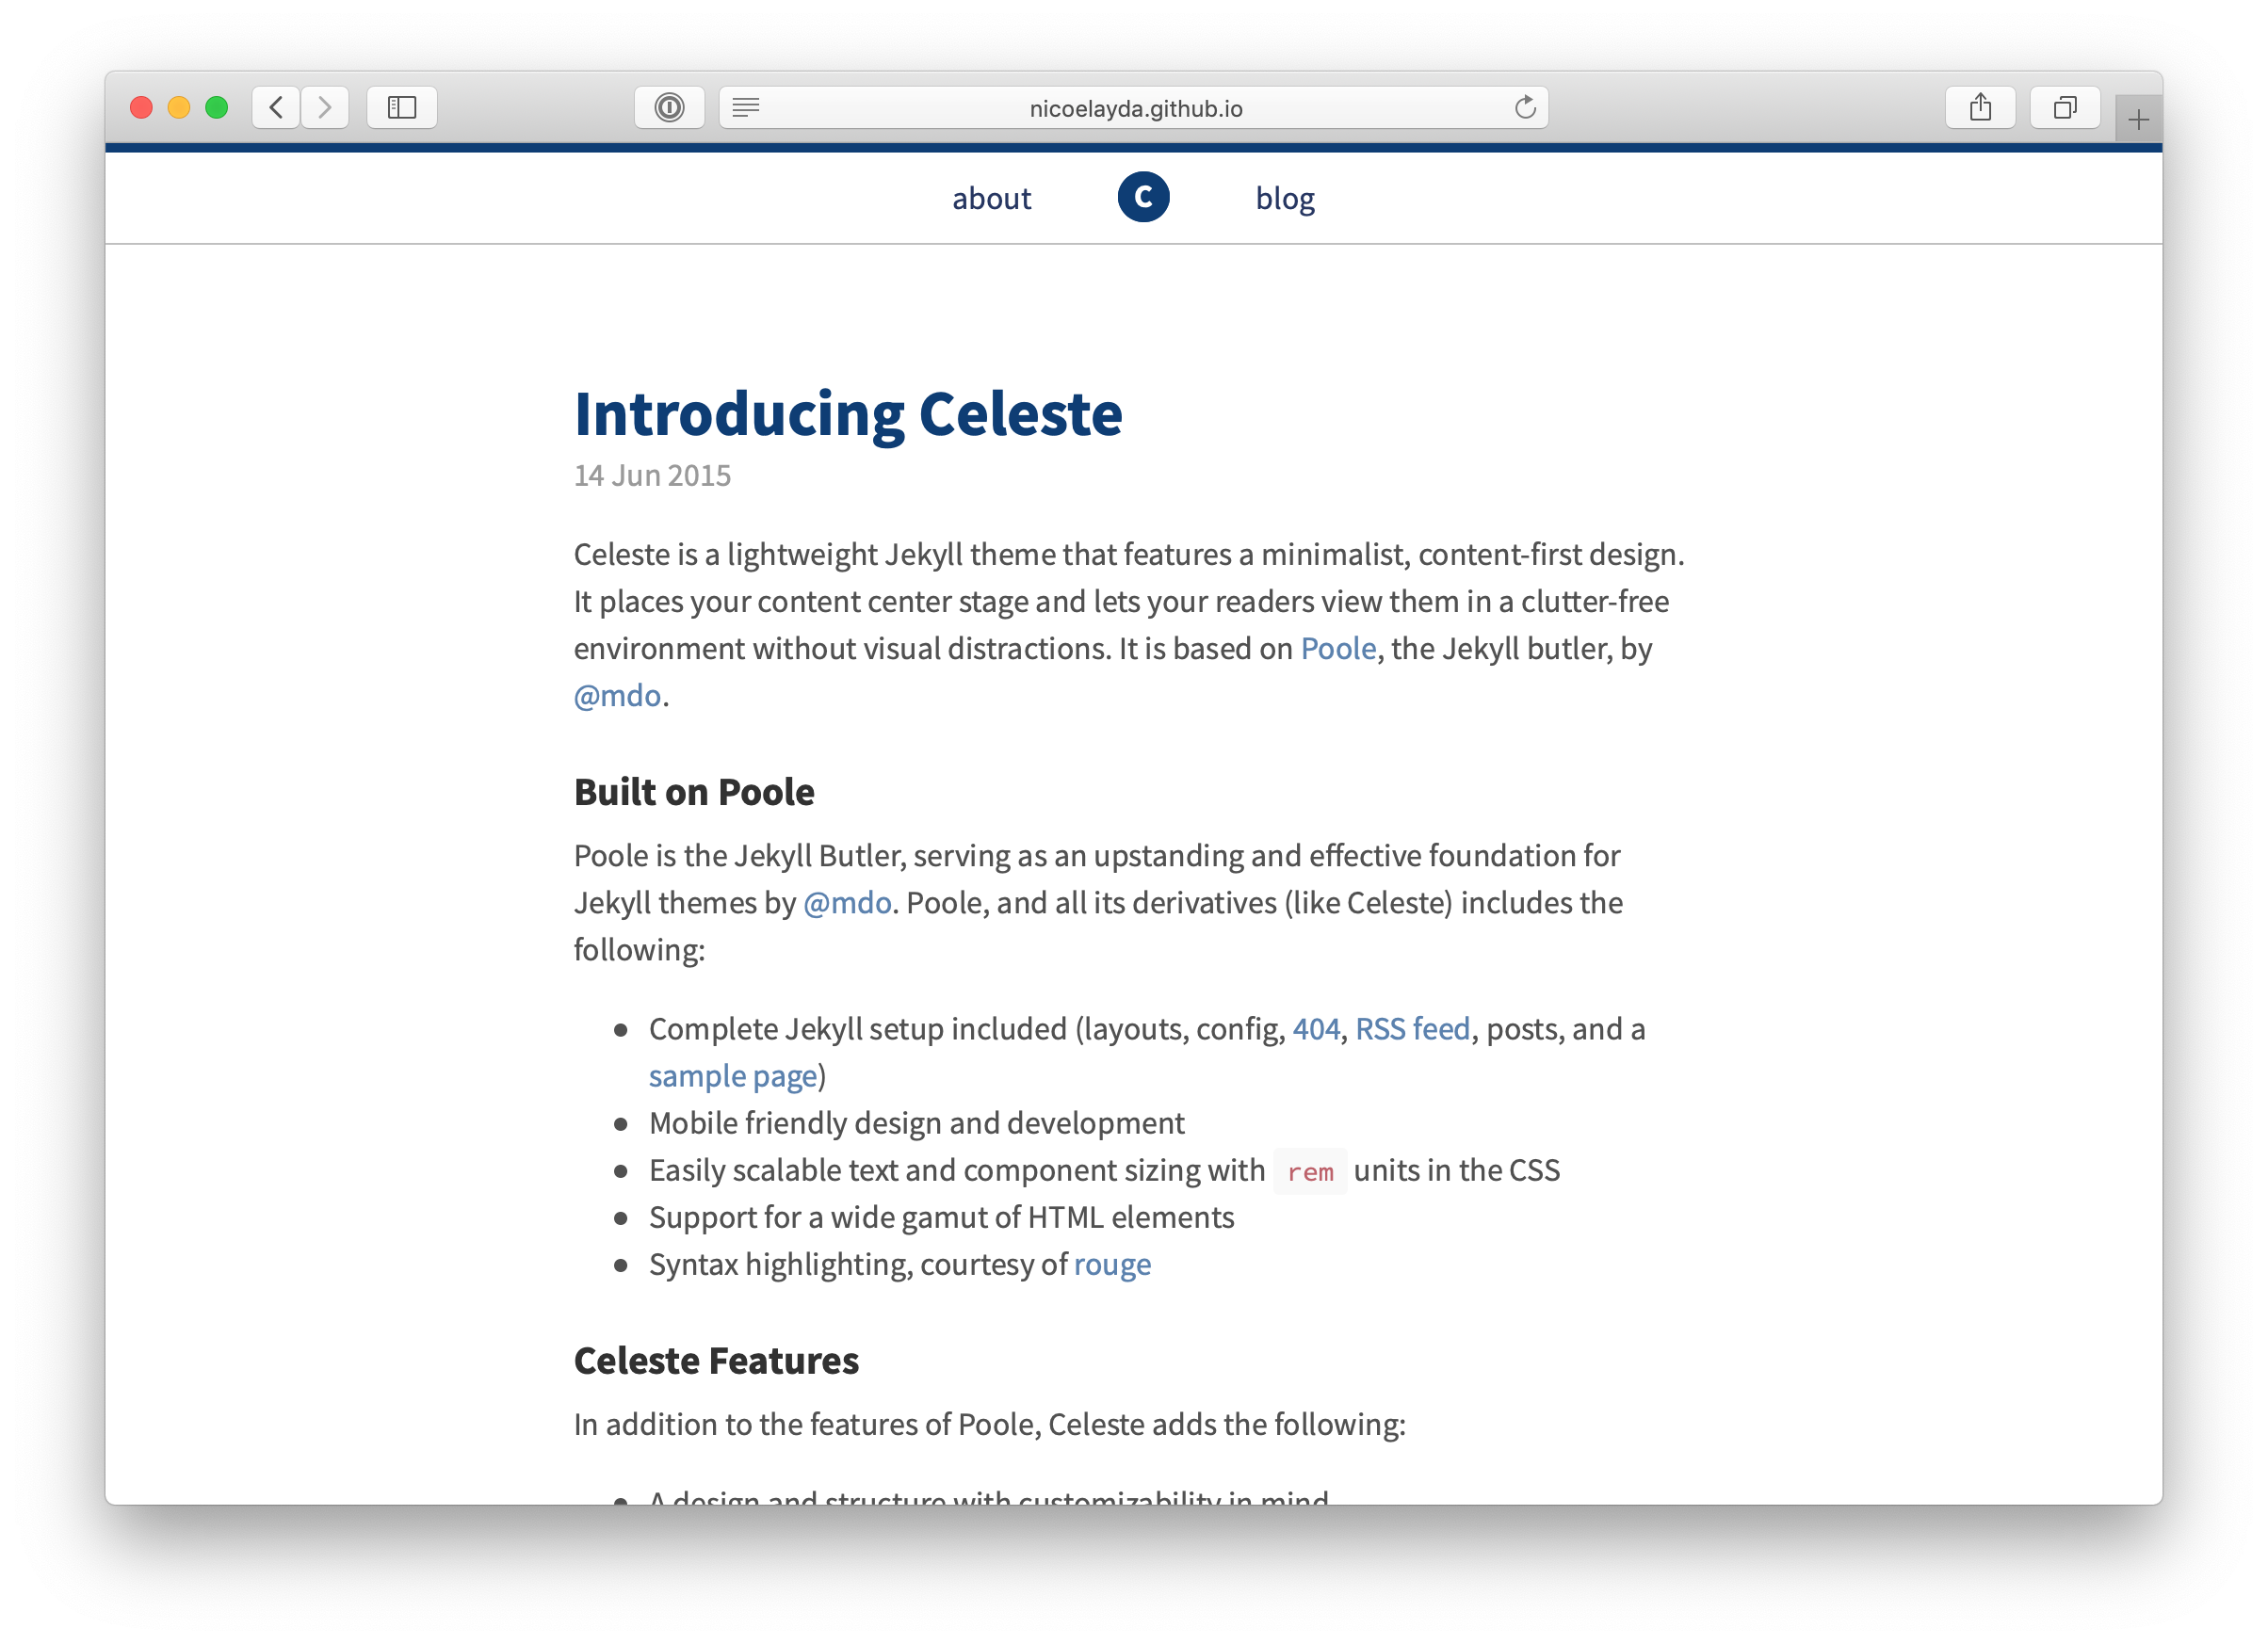 nicoelayda.github.io
about C blog
Introducing Celeste
14 Jun 2015
Celeste is a lightweight Jekyll theme that features a minimalist, content-first design.
It places your content center stage and lets your readers view them in a clutter-free
environment without visual distractions. It is based on Poole, the Jekyll butler, by
@mdo.
Built on Poole
Poole is the Jekyll Butler, serving as an upstanding and effective foundation for
Jekyll themes by @mdo. Poole, and all its derivatives (like Celeste) includes the
following:
• Complete Jekyll setup included (layouts, config, 404, RSS feed, posts, and a
sample page)
• Mobile friendly design and development
• Easily scalable text and component sizing with rem units in the CSS
• Support for a wide gamut of HTML elements
• Syntax highlighting, courtesy of rouge
Celeste Features
In addition to the features of Poole, Celeste adds the following:
• A design and structure with customizability in mind